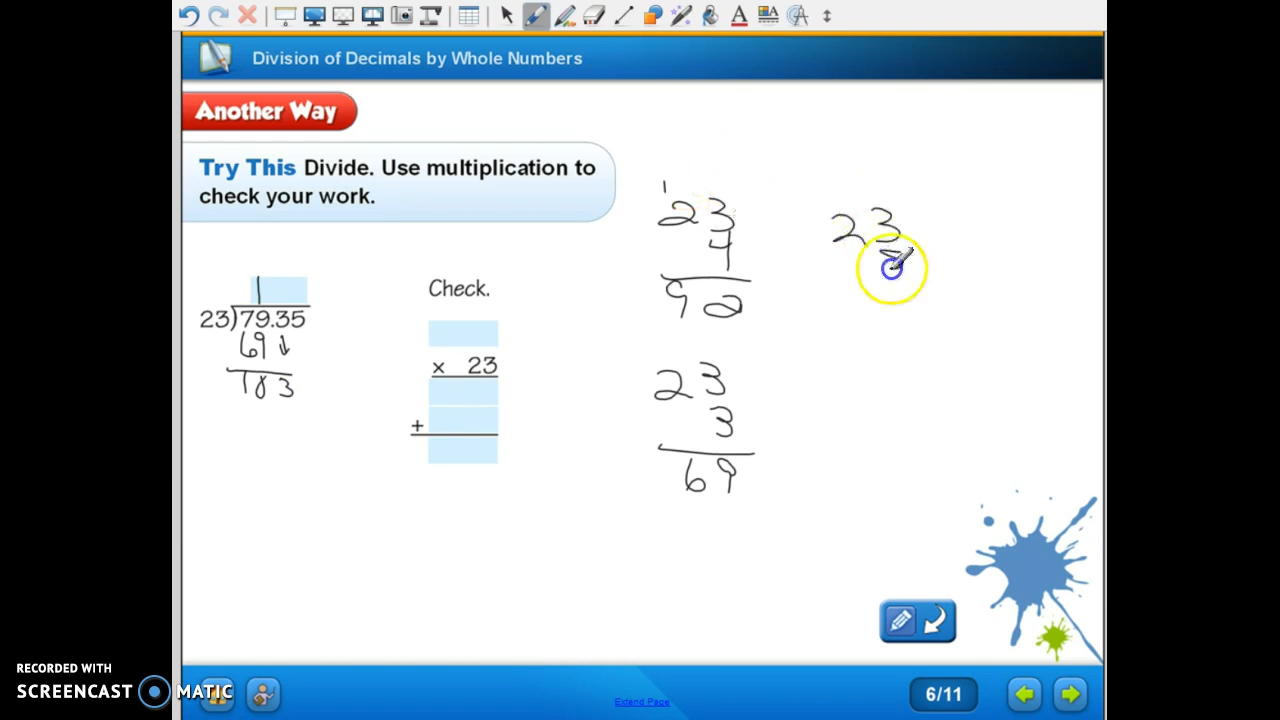 Division of Decimals by Whole Numbers
Another Way
Try This Divide. Use multiplication to
check your work.
1
23)79.35
69↓
103
Check.
x 23
+
1
23
4
92
23
3
69
23
RECORDED WITH
SCREENCAST MATIC
Extend Page
6/11